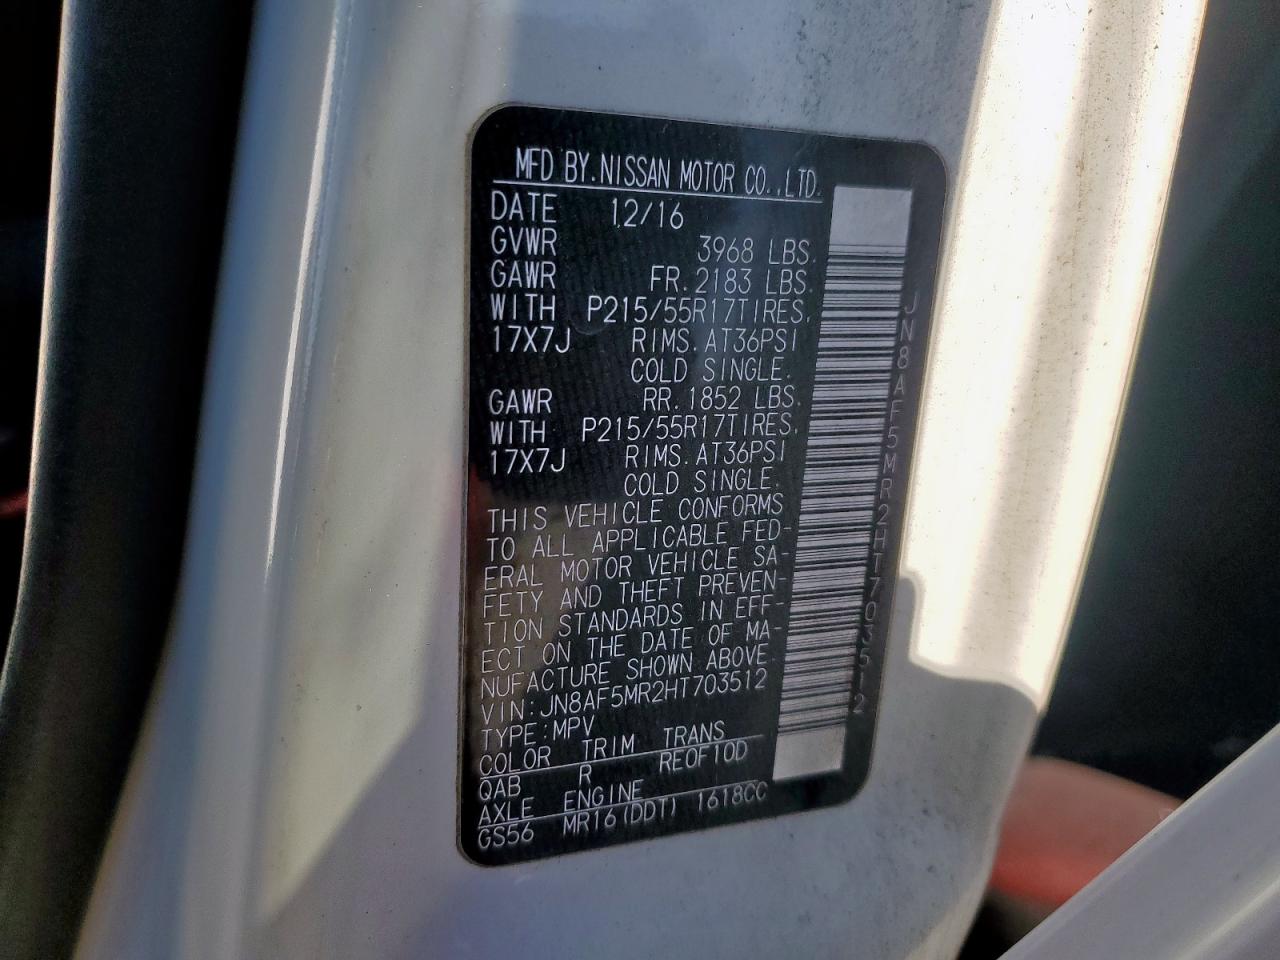 MFD BY. NISSAN MOTOR CO., LTD.
DATE 12/16
GVWR 3968 LBS.
GAWR FR. 2183 LBS.
WITH P215/55R17TIRES.
17X7J RIMS. AT36PSI
COLD SINGLE.
GAWR RR. 1852 LBS.
WITH P215/55R17TIRES.
17X7J RIMS. AT36PSI
COLD SINGLE.
THIS VEHICLE CONFORMS
TO ALL APPLICABLE FED-
ERAL MOTOR VEHICLE SA-
FETY AND THEFT PREVEN-
TION STANDARDS IN EFF-
ECT ON THE DATE OF MA-
NUFACTURE SHOWN ABOVE.
VIN:JN8AF5MR2HT703512
TYPE:MPV
COLOR TRIM TRANS
QAB R RE0F10D
AXLE ENGINE
GS56 MR16(DDT) 1618CC
JN8AF5MR2HT703512